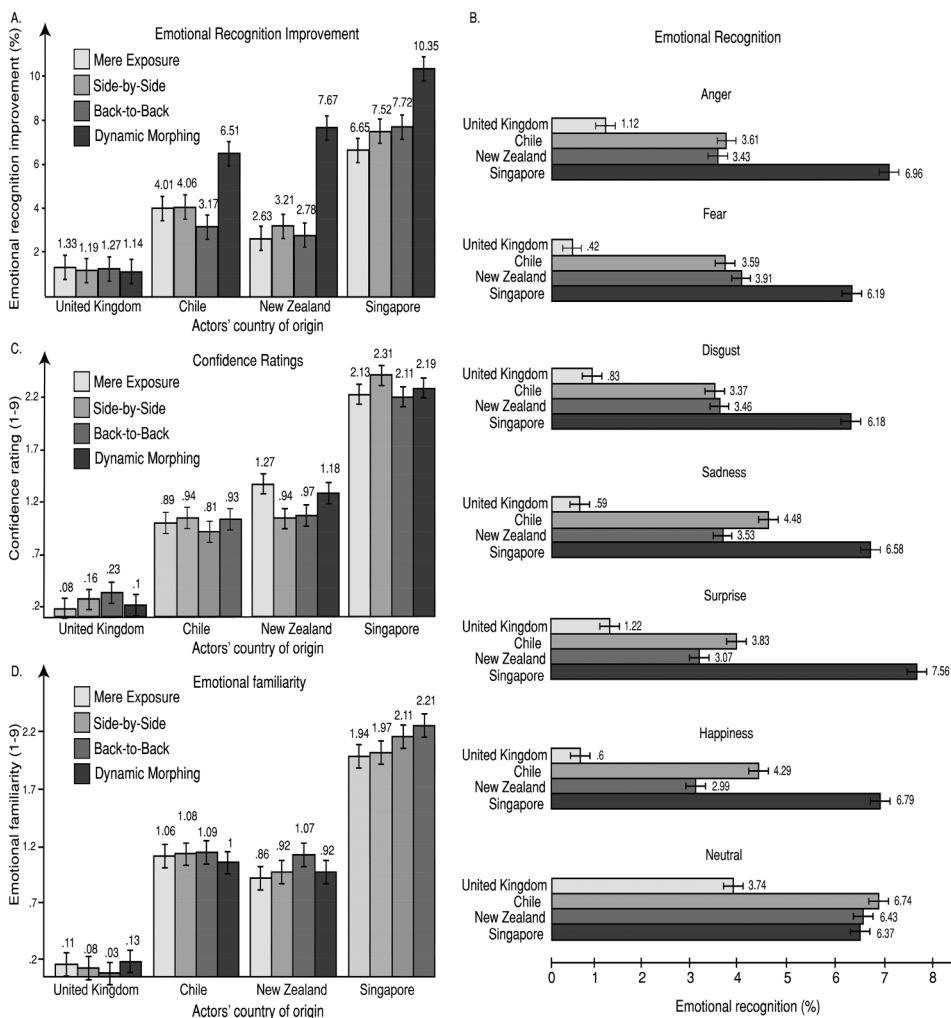 A.
Emotional Recognition Improvement
Emotional recognition improvement (%)
Mere Exposure
Side-by-Side
Back-to-Back
Dynamic Morphing
10
8
6
4
2
1.33
1.19
1.27
1.14
4.01
4.06
3.17
6.51
2.63
3.21
2.78
7.67
6.65
7.52
7.72
10.35
United Kingdom
Chile
New Zealand
Singapore
Actors' country of origin
C.
Confidence Ratings
Confidence rating (1-9)
Mere Exposure
Side-by-Side
Back-to-Back
Dynamic Morphing
2.2
1.7
1.2
.7
.2
.08
.16
.23
.1
.89
.94
.81
.93
1.27
.94
.97
1.18
2.13
2.31
2.11
2.19
United Kingdom
Chile
New Zealand
Singapore
Actors' country of origin
D.
Emotional familiarity
Emotional familiarity (1-9)
Mere Exposure
Side-by-Side
Back-to-Back
Dynamic Morphing
2.2
1.7
1.2
.7
.2
.11
.08
.03
.13
1.06
1.08
1.09
1
.86
.92
1.07
.92
1.94
1.97
2.11
2.21
United Kingdom
Chile
New Zealand
Singapore
Actors' country of origin
B.
Emotional Recognition
Anger
United Kingdom 1.12
Chile 3.61
New Zealand 3.43
Singapore 6.96
Fear
United Kingdom .42
Chile 3.59
New Zealand 3.91
Singapore 6.19
Disgust
United Kingdom .83
Chile 3.37
New Zealand 3.46
Singapore 6.18
Sadness
United Kingdom .59
Chile 4.48
New Zealand 3.53
Singapore 6.58
Surprise
United Kingdom 1.22
Chile 3.83
New Zealand 3.07
Singapore 7.56
Happiness
United Kingdom .6
Chile 4.29
New Zealand 2.99
Singapore 6.79
Neutral
United Kingdom 3.74
Chile 6.74
New Zealand 6.43
Singapore 6.37
0 1 2 3 4 5 6 7 8
Emotional recognition (%)